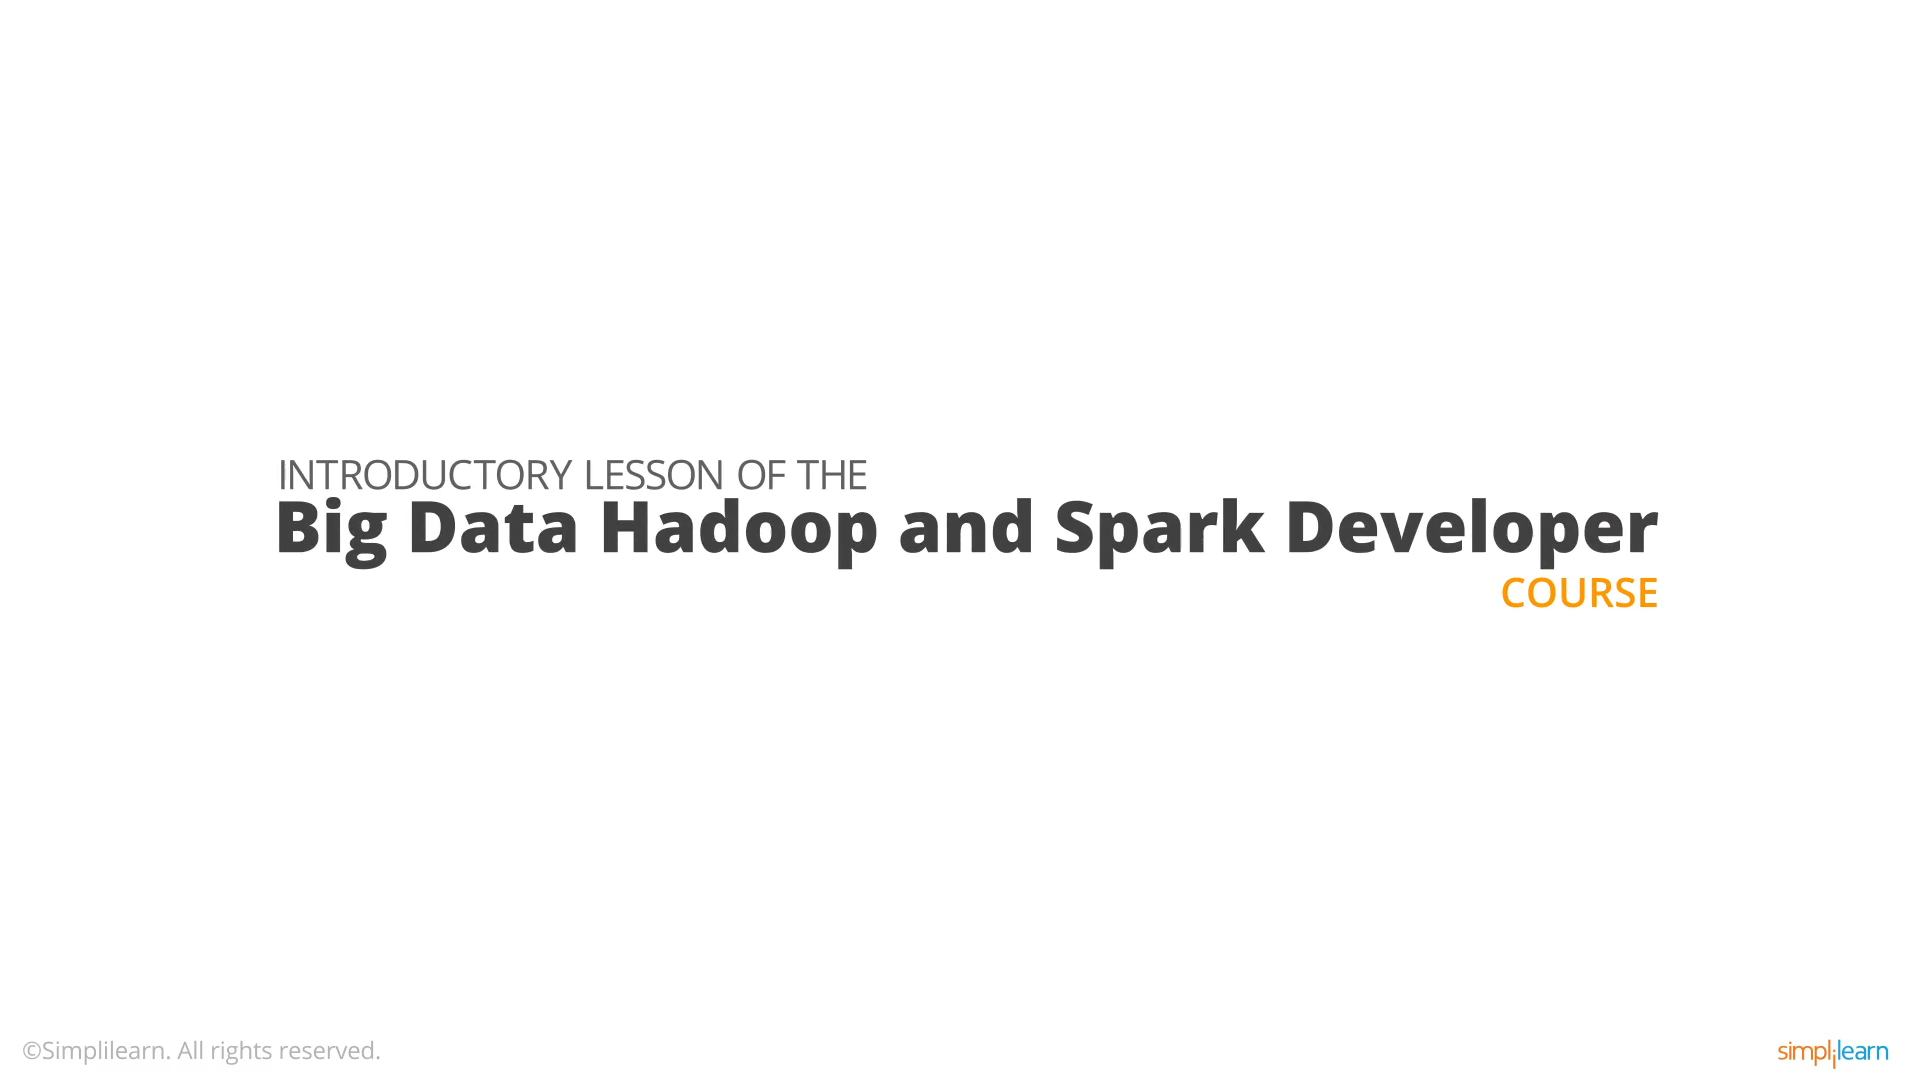 INTRODUCTORY LESSON OF THE
Big Data Hadoop and Spark Developer
COURSE
©Simplilearn. All rights reserved.
simplilearn